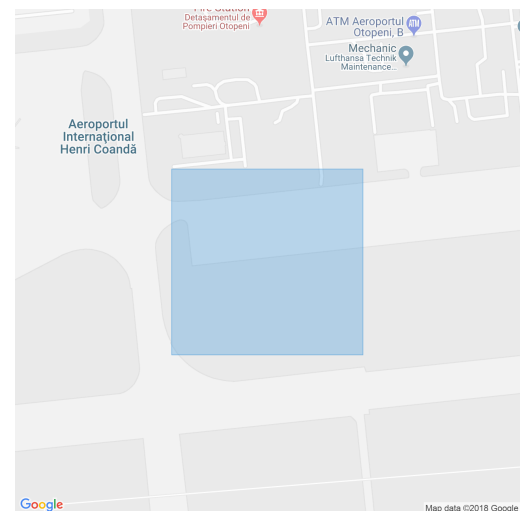 Fire Station
Detașamentul de
Pompieri Otopeni
ATM Aeroportul
Otopeni, B
ATM
Mechanic
Lufthansa Technik
Maintenance...
Aeroportul
Internațional
Henri Coandă
Google
Map data ©2018 Google